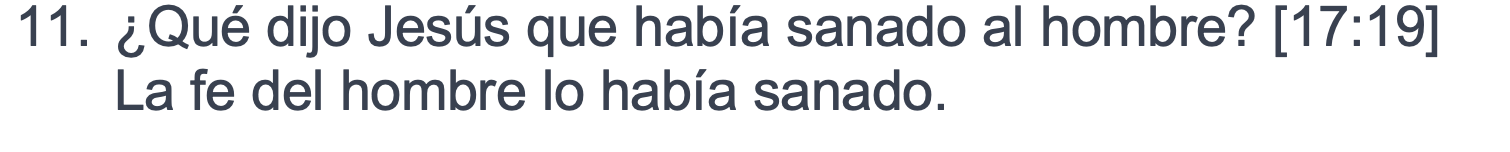 11. ¿Qué dijo Jesús que había sanado al hombre? [17:19]
La fe del hombre lo había sanado.